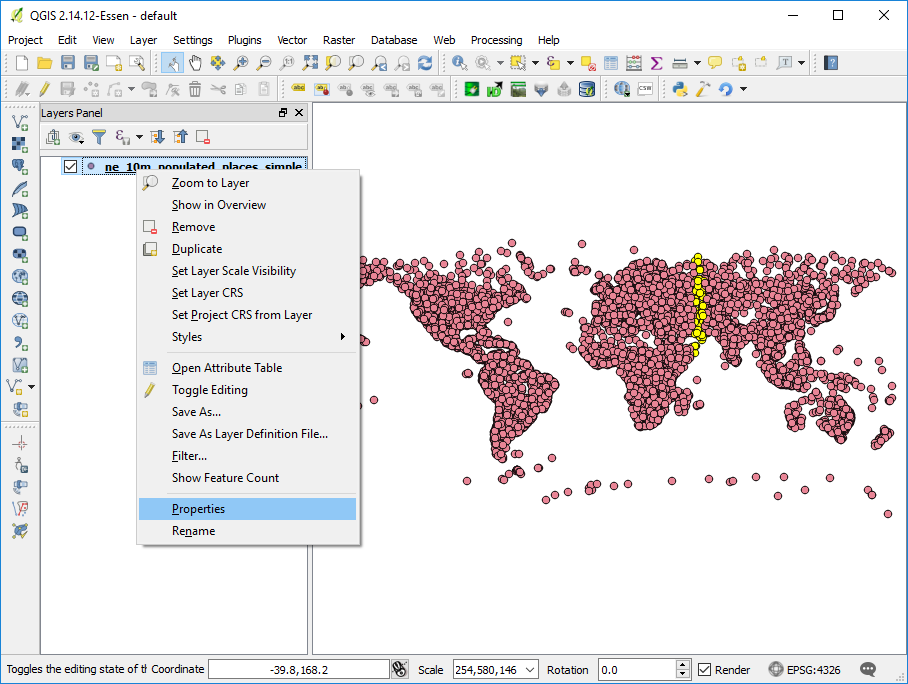 QGIS 2.14.12-Essen - default
Project Edit View Layer Settings Plugins Vector Raster Database Web Processing Help
Layers Panel
ne_10m_populated_places_simple
Zoom to Layer
Show in Overview
Remove
Duplicate
Set Layer Scale Visibility
Set Layer CRS
Set Project CRS from Layer
Styles
Open Attribute Table
Toggle Editing
Save As...
Save As Layer Definition File...
Filter...
Show Feature Count
Properties
Rename
Toggles the editing state of tl Coordinate -39.8,168.2 Scale 254,580,146 Rotation 0.0 Render EPSG:4326